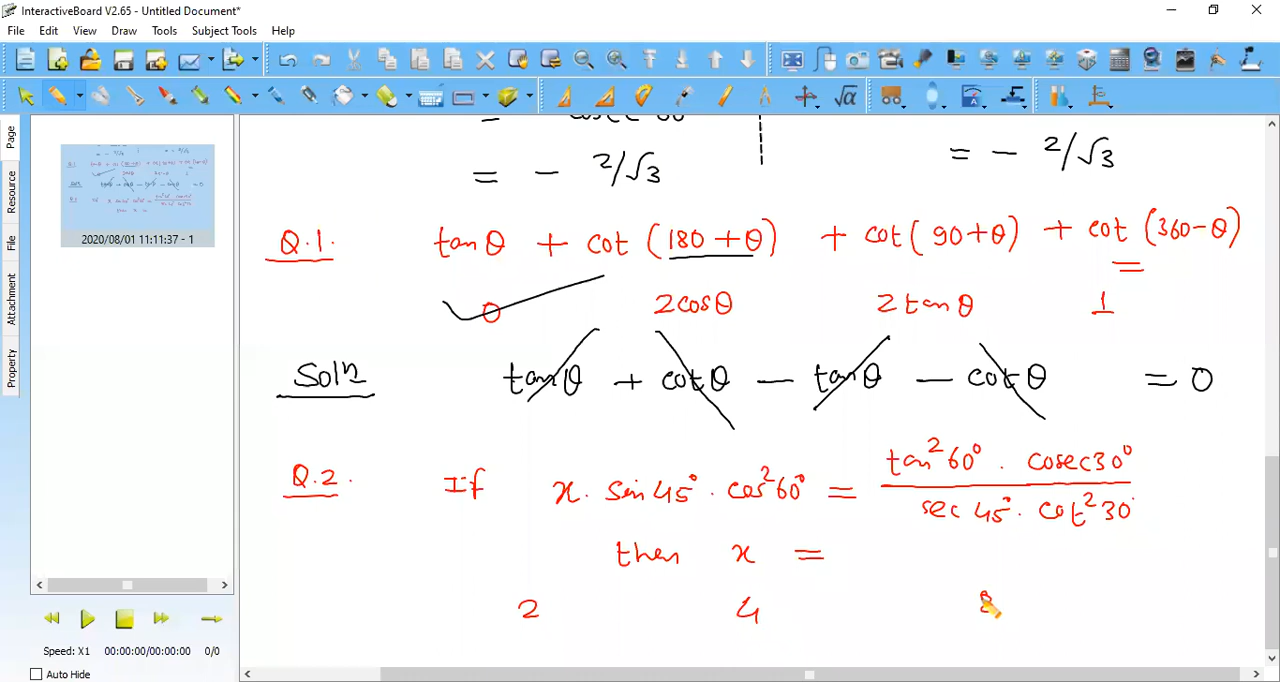 InteractiveBoard V2.65 - Untitled Document*
File Edit View Draw Tools Subject Tools Help
Page
Resource
File
Attachment
Property
2020/08/01 11:11:37 - 1
Speed: X1 00:00:00/00:00:00 0/0
Auto Hide
= - 2/√3
= - 2/√3
Q.1. tanθ + cot (180+θ) + cot(90+θ) + cot (360-θ) =
0 2cosθ 2tanθ 1
Solⁿ tanθ + cotθ - tanθ - cotθ = 0
Q.2. If x. sin45°. cos²60° = tan²60°. cosec30° / sec 45°. cot²30°
then x =
2 4